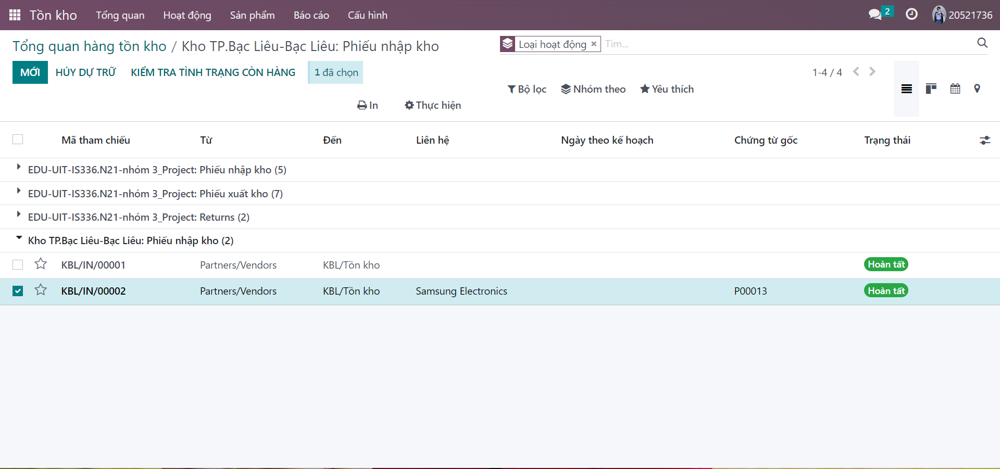 Tồn kho Tổng quan Hoạt động Sản phẩm Báo cáo Cấu hình 2 20521736
Tổng quan hàng tồn kho / Kho TP.Bạc Liêu-Bạc Liêu: Phiếu nhập kho
Loại hoạt động × Tìm...
MỚI HỦY DỰ TRỮ KIỂM TRA TÌNH TRẠNG CÒN HÀNG 1 đã chọn
1-4 / 4
Bộ lọc Nhóm theo Yêu thích
In Thực hiện
Mã tham chiếu Từ Đến Liên hệ Ngày theo kế hoạch Chứng từ gốc Trạng thái
EDU-UIT-IS336.N21-nhóm 3_Project: Phiếu nhập kho (5)
EDU-UIT-IS336.N21-nhóm 3_Project: Phiếu xuất kho (7)
EDU-UIT-IS336.N21-nhóm 3_Project: Returns (2)
Kho TP.Bạc Liêu-Bạc Liêu: Phiếu nhập kho (2)
KBL/IN/00001 Partners/Vendors KBL/Tồn kho Hoàn tất
KBL/IN/00002 Partners/Vendors KBL/Tồn kho Samsung Electronics P00013 Hoàn tất